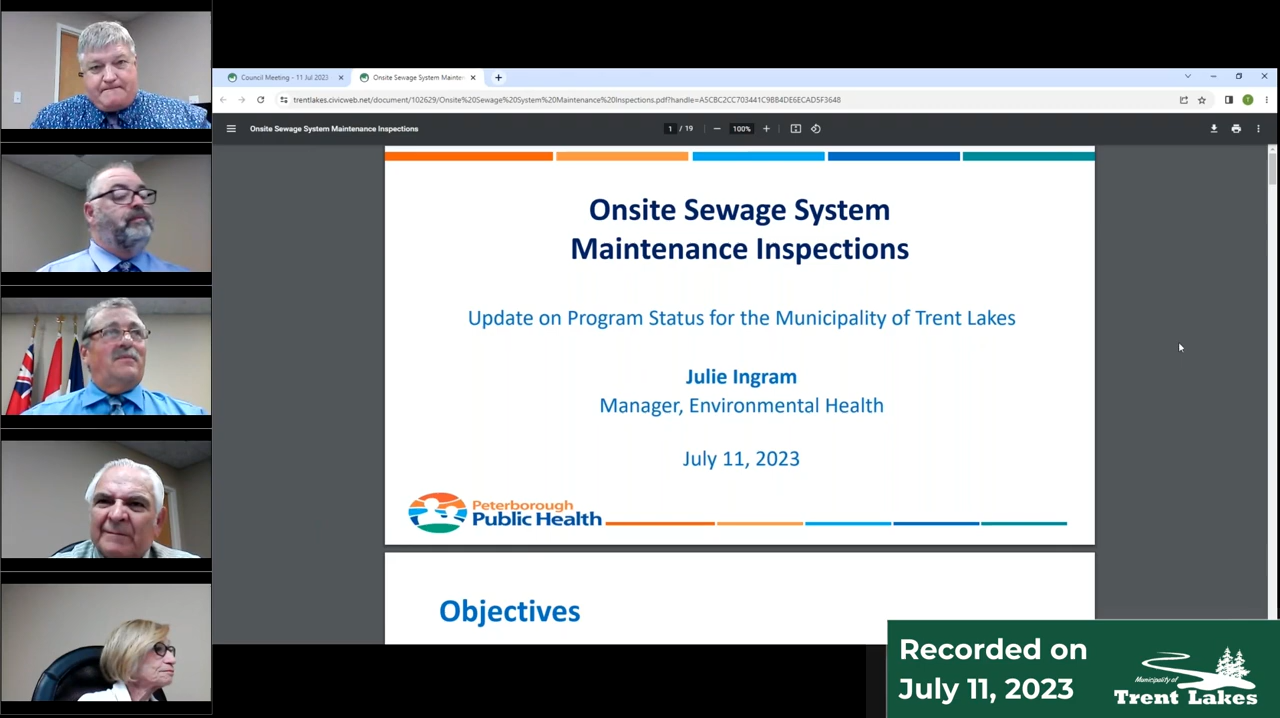 Council Meeting - 11 Jul 2023
Onsite Sewage System Mainten
trentlakes.civicweb.net/document/102629/Onsite%20Sewage%20System%20Maintenance%20Inspections.pdf?handle=A5CBC2CC703441C9B84DE6ECAD5F3648
Onsite Sewage System Maintenance Inspections
1 / 19
100%
T
Onsite Sewage System
Maintenance Inspections
Update on Program Status for the Municipality of Trent Lakes
Julie Ingram
Manager, Environmental Health
July 11, 2023
Peterborough
Public Health
Objectives
Recorded on
July 11, 2023
Municipality of
Trent Lakes